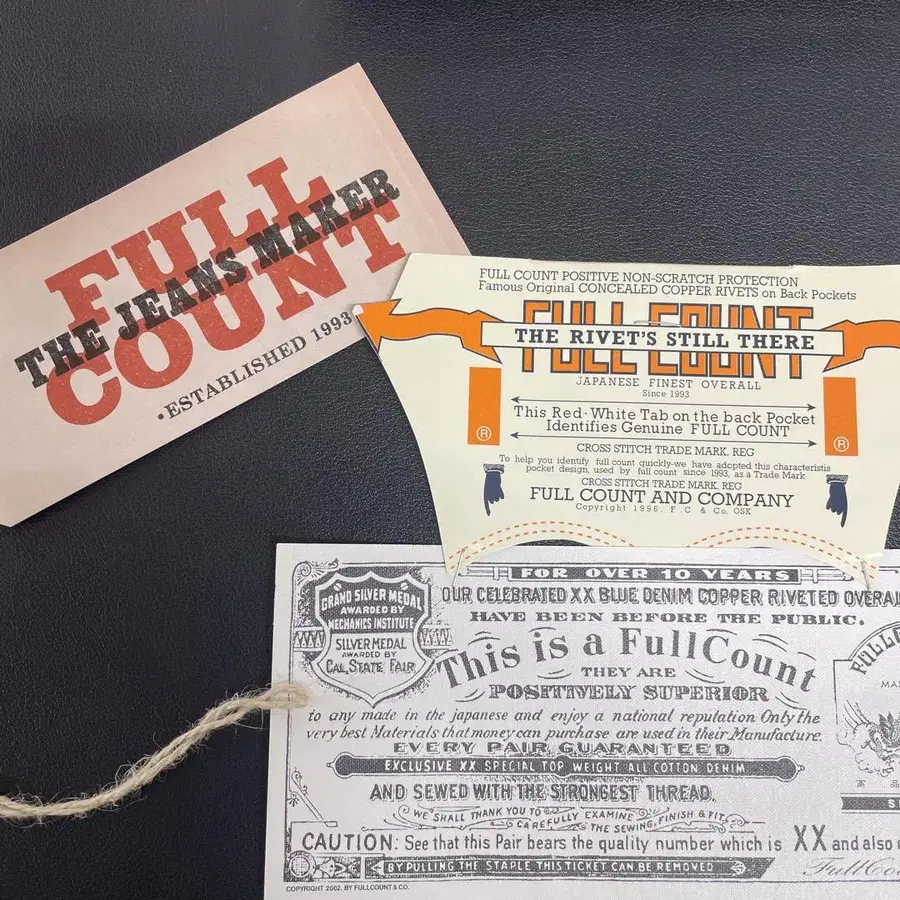 FULL
THE JEANS MAKER
COUNT
•ESTABLISHED 1993
FULL COUNT POSITIVE NON-SCRATCH PROTECTION
Famous Original CONCEALED COPPER RIVETS on Back Pockets
FULL COUNT
THE RIVET'S STILL THERE
JAPANESE FINEST OVERALL
Since 1993
This Red·White Tab on the back Pocket
Identifies Genuine FULL COUNT
®
®
CROSS STITCH TRADE MARK. REG
To help you identify full count quickly-we have adopted this characteristis
pocket design, used by full count since 1993, as a Trade Mark
CROSS STITCH TRADE MARK. REG
FULL COUNT AND COMPANY
Copyright 1996. F.C & Co. OSK
GRAND SILVER MEDAL
AWARDED BY
MECHANICS INSTITUTE
SILVER MEDAL
AWARDED BY
CAL. STATE FAIR
FOR OVER 10 YEARS
OUR CELEBRATED XX BLUE DENIM COPPER RIVETED OVERAL
HAVE BEEN BEFORE THE PUBLIC.
This is a FullCount
THEY ARE
POSITIVELY SUPERIOR
to any made in the japanese and enjoy a national reputation Only the
very best Materials that money can purchase are used in their Manufacture.
EVERY PAIR GUARANTEED
EXCLUSIVE XX SPECIAL TOP WEIGHT ALL COTTON DENIM
AND SEWED WITH THE STRONGEST THREAD.
WE SHALL THANK YOU TO
CAREFULLY EXAMINE
THE SEWING, FINISH & FIT
CAUTION: See that this Pair bears the quality number which is XX and also
BY PULLING THE STAPLE THIS TICKET CAN BE REMOVED
FullCo
COPYRIGHT 2002. BY FULLCOUNT & CO.
FULLC
MA